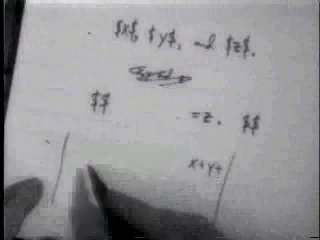 $x$, $y$, and $z$.
$$ =z. $$
x+y+